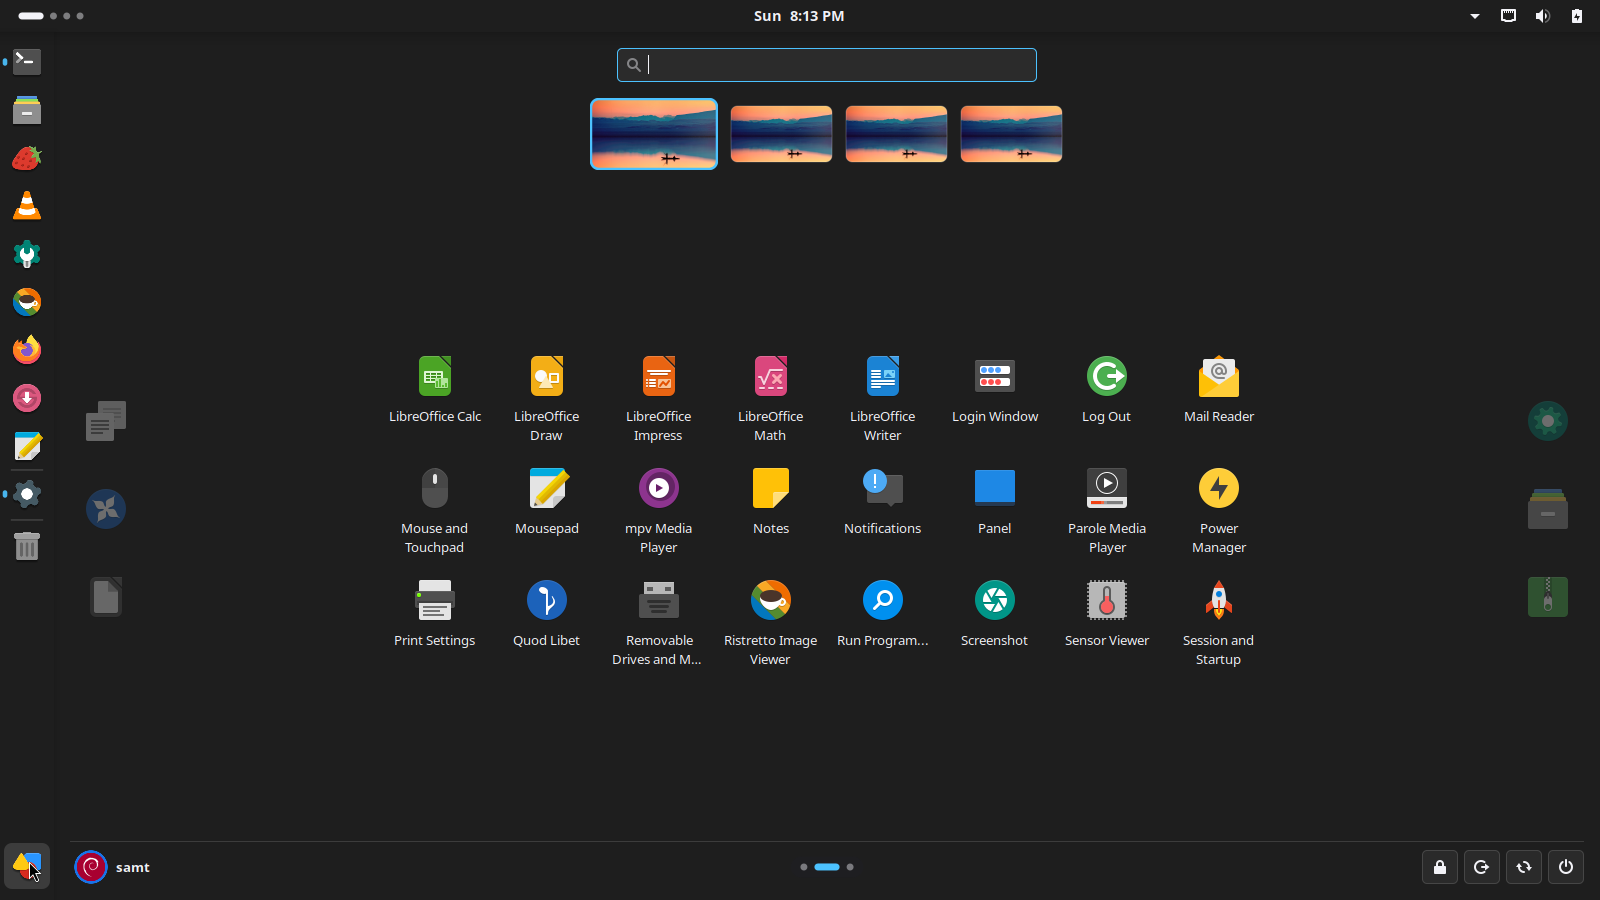 Sun 8:13 PM
LibreOffice Calc
LibreOffice
Draw
LibreOffice
Impress
LibreOffice
Math
LibreOffice
Writer
Login Window
Log Out
Mail Reader
Mouse and
Touchpad
Mousepad
mpv Media
Player
Notes
Notifications
Panel
Parole Media
Player
Power
Manager
Print Settings
Quod Libet
Removable
Drives and M...
Ristretto Image
Viewer
Run Program...
Screenshot
Sensor Viewer
Session and
Startup
samt